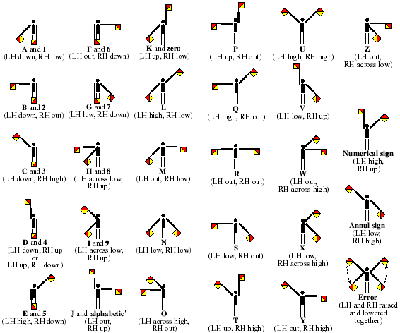 A and 1
(LH down, RH low)
F and 6
(LH out, RH down)
K and zero
(LH up, RH low)
P
(LH up, RH out)
U
(LH high, RH high)
Z
(LH out,
RH across low)
B and 2
(LH down, RH out)
G and 7
(LH low, RH down)
L
(LH high, RH low)
Q
(LH high, RH out)
V
(LH low, RH up)
Numerical sign
(LH high,
RH up)
C and 3
(LH down, RH high)
H and 8
(LH across low,
RH up)
M
(LH out, RH low)
R
(LH out, RH out)
W
(LH out,
RH across high)
Annul sign
(LH low,
RH high)
D and 4
(LH down, RH up
or
LH up, RH down)
I and 9
(LH across low,
RH up)
N
(LH low, RH low)
S
(LH low, RH out)
X
(LH low,
RH across high)
Error
(LH and RH raised
and lowered
together)
E and 5
(LH high, RH down)
J and alphabetic
(LH out,
RH up)
O
(LH across high,
RH out)
T
(LH up, RH high)
Y
(LH out, RH high)